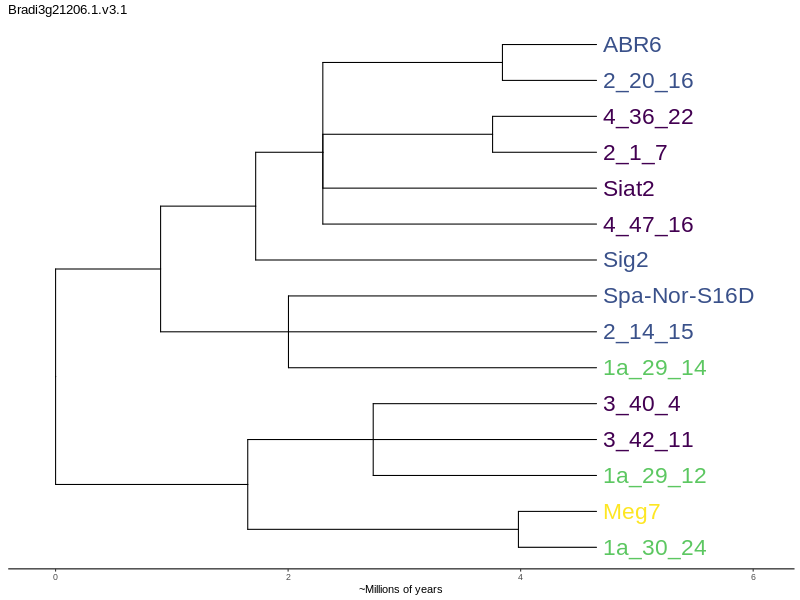 Bradi3g21206.1.v3.1
ABR6
2_20_16
4_36_22
2_1_7
Siat2
4_47_16
Sig2
Spa-Nor-S16D
2_14_15
1a_29_14
3_40_4
3_42_11
1a_29_12
Meg7
1a_30_24
0 2 4 6
~Millions of years